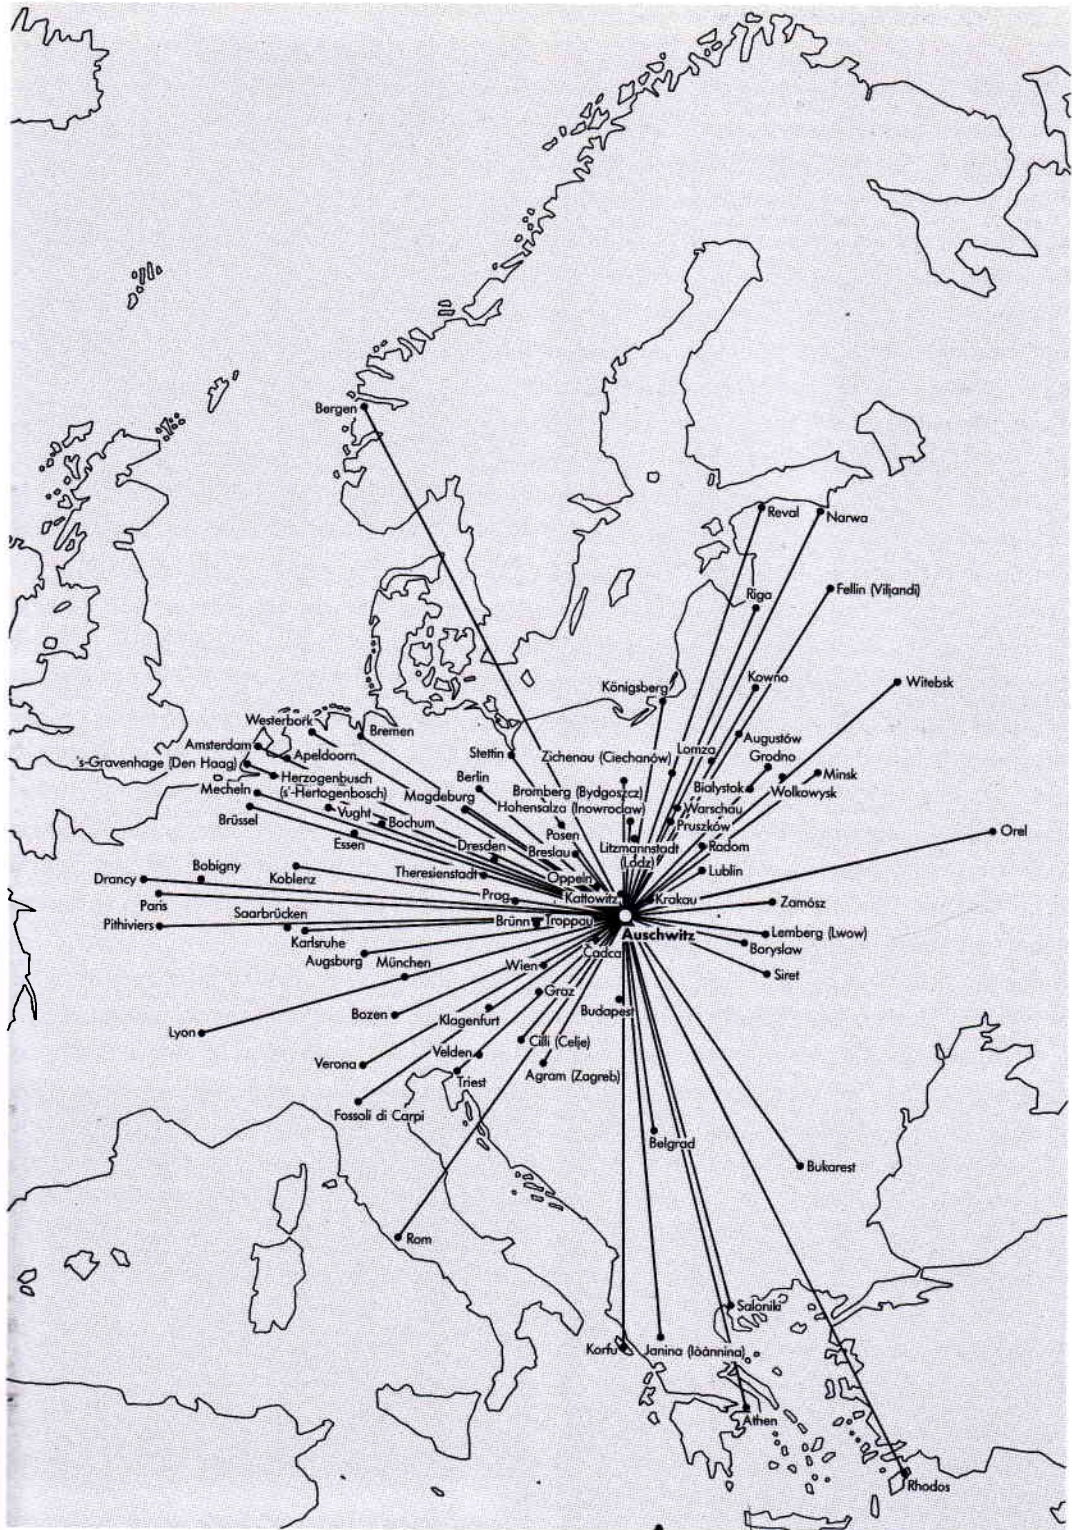 Bergen
Reval
Narwa
Riga
Fellin (Viljandi)
Kowno
Witebsk
Königsberg
Westerbork
Bremen
Augustów
Amsterdam
Apeldoorn
Stettin
Zichenau (Ciechanów)
Lomza
Grodno
's-Gravenhage (Den Haag)
Herzogenbusch
(s'-Hertogenbosch)
Berlin
Bialystok
Minsk
Wolkowysk
Mecheln
Magdeburg
Bromberg (Bydgoszcz)
Hohensalza (Inowroclaw)
Warschau
Brüssel
Vught
Bochum
Posen
Pruszków
Orel
Essen
Dresden
Breslau
Litzmannstadt
(Lódz)
Radom
Drancy
Bobigny
Koblenz
Theresienstadt
Oppeln
Lublin
Paris
Prag
Kattowitz
Krakau
Zamósz
Pithiviers
Saarbrücken
Karlsruhe
Brünn
Troppau
Auschwitz
Lemberg (Lwow)
Boryslaw
Augsburg
München
Wien
Čadca
Siret
Graz
Budapest
Lyon
Bozen
Klagenfurt
Cilli (Celje)
Verona
Velden
Triest
Agram (Zagreb)
Fossoli di Carpi
Belgrad
Bukarest
Rom
Saloniki
Korfu
Janina (Ioànnina)
Athen
Rhodos